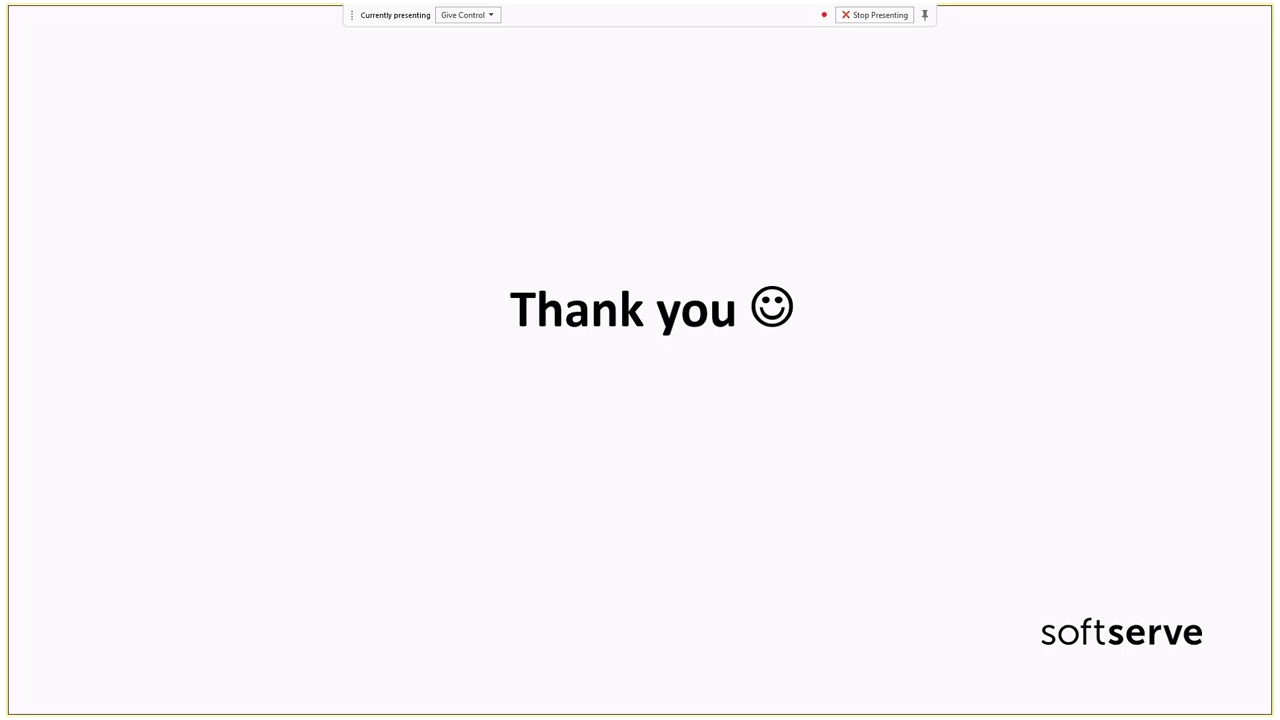 Currently presenting Give Control Stop Presenting
Thank you ☺
softserve